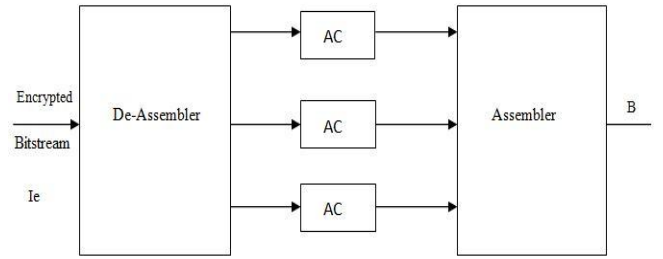 Encrypted
Bitstream
Ie
De-Assembler
AC
AC
AC
Assembler
B